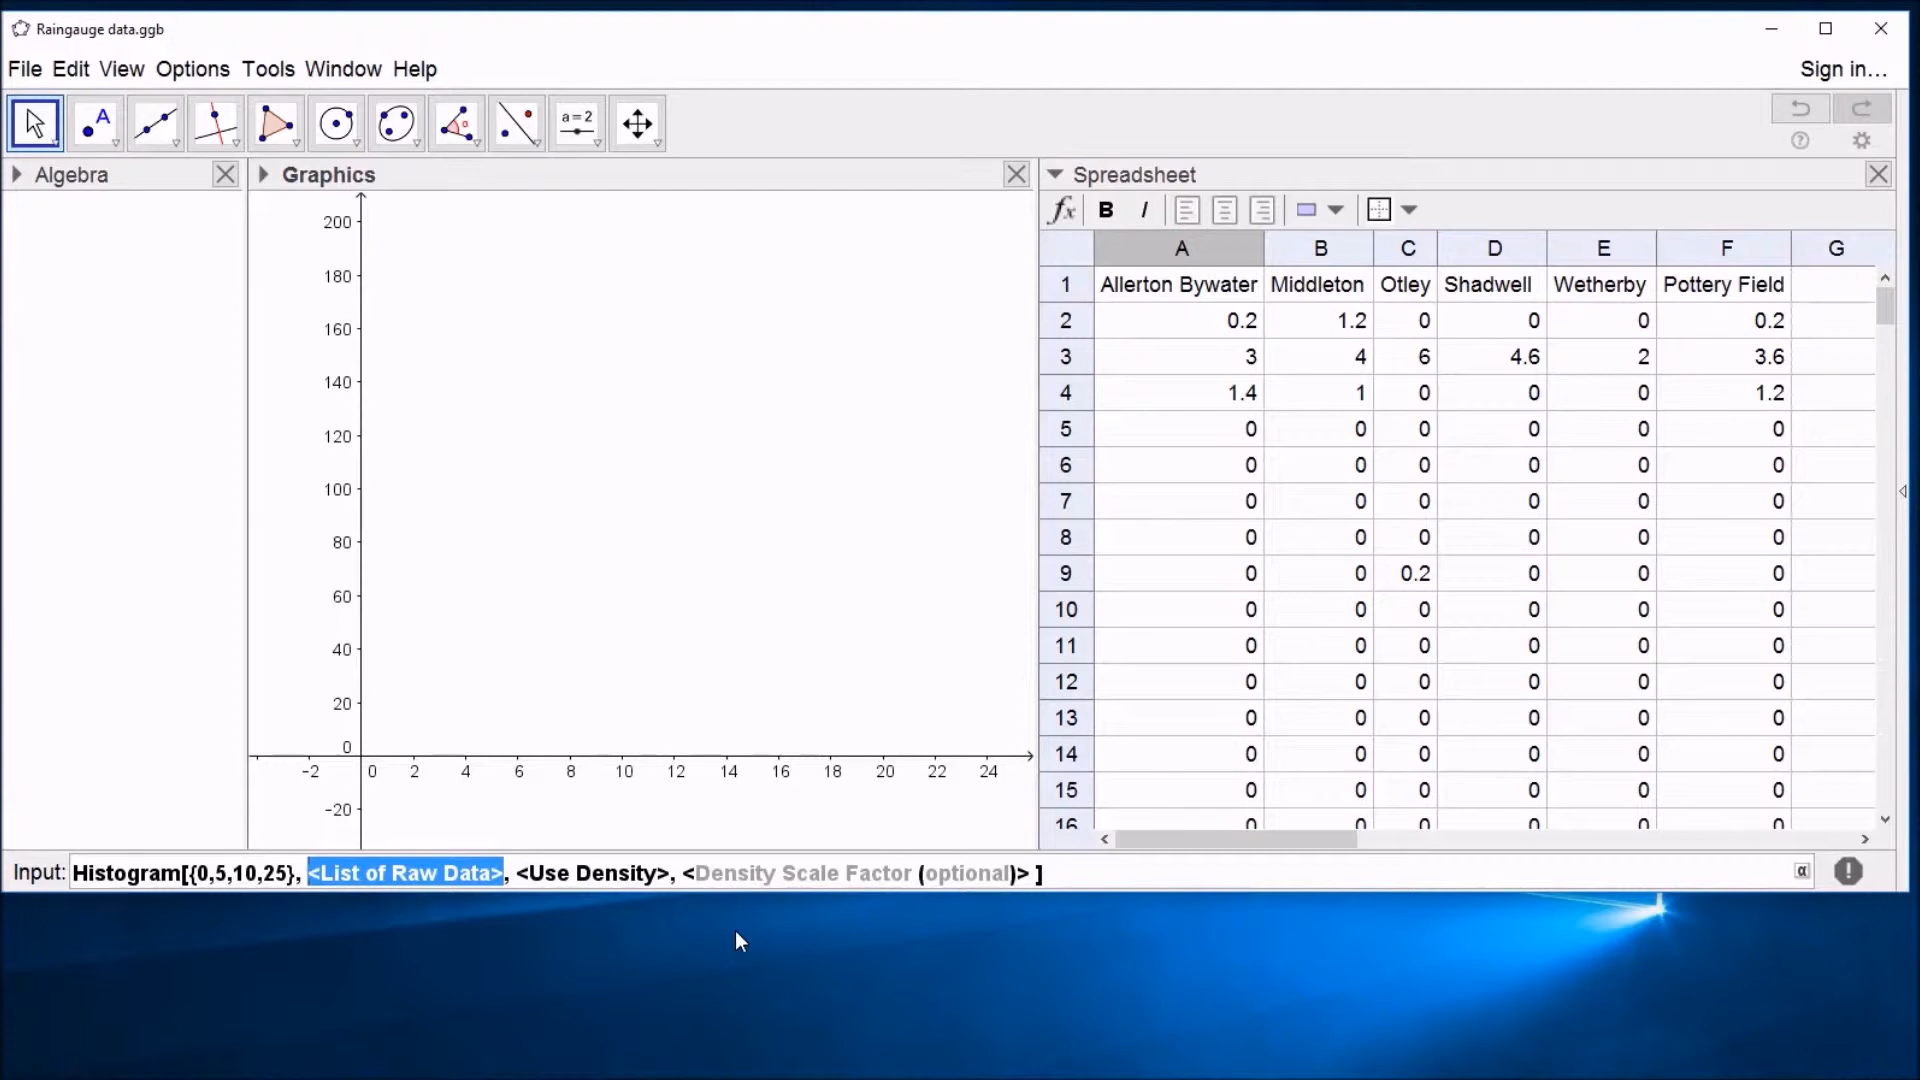 Raingauge data.ggb
File Edit View Options Tools Window Help
Sign in...
A
α
a = 2
Algebra
Graphics
Spreadsheet
fx B I
200
180
160
140
120
100
80
60
40
20
0
−20
−2 0 2 4 6 8 10 12 14 16 18 20 22 24
A B C D E F G
1 Allerton Bywater Middleton Otley Shadwell Wetherby Pottery Field
2 0.2 1.2 0 0 0 0.2
3 3 4 6 4.6 2 3.6
4 1.4 1 0 0 0 1.2
5 0 0 0 0 0 0
6 0 0 0 0 0 0
7 0 0 0 0 0 0
8 0 0 0 0 0 0
9 0 0 0.2 0 0 0
10 0 0 0 0 0 0
11 0 0 0 0 0 0
12 0 0 0 0 0 0
13 0 0 0 0 0 0
14 0 0 0 0 0 0
15 0 0 0 0 0 0
16 0 0 0 0 0 0
Input: Histogram[{0,5,10,25}, <List of Raw Data>, <Use Density>, <Density Scale Factor (optional)> ]
α